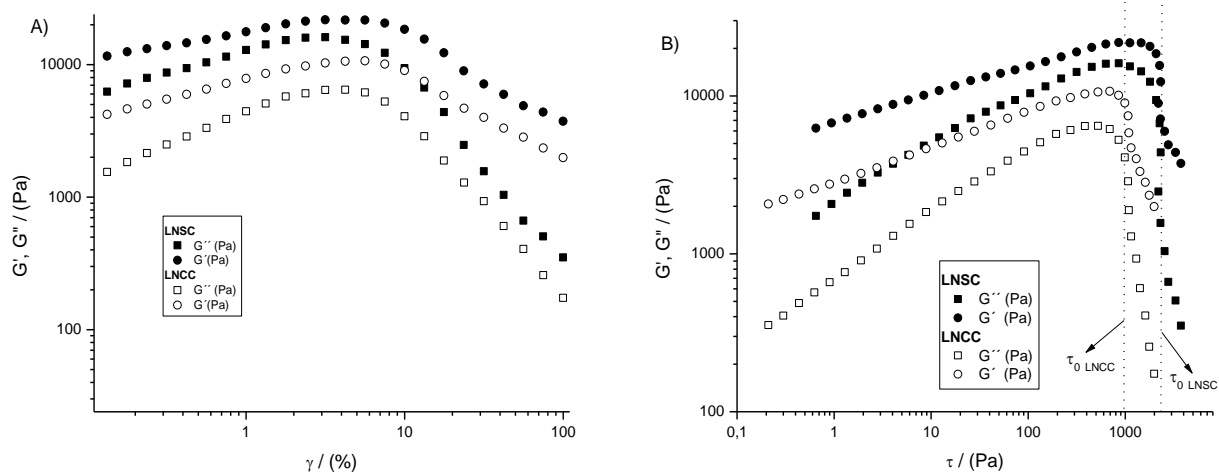 A)
G', G'' / (Pa)
10000
1000
100
LNSC
G´´ (Pa)
G´(Pa)
LNCC
G´´ (Pa)
G´(Pa)
1
10
100
γ / (%)
B)
G', G'' / (Pa)
10000
1000
100
LNSC
G´´ (Pa)
G´ (Pa)
LNCC
G´´ (Pa)
G´ (Pa)
τ0 LNCC
τ0 LNSC
0,1
1
10
100
1000
τ / (Pa)